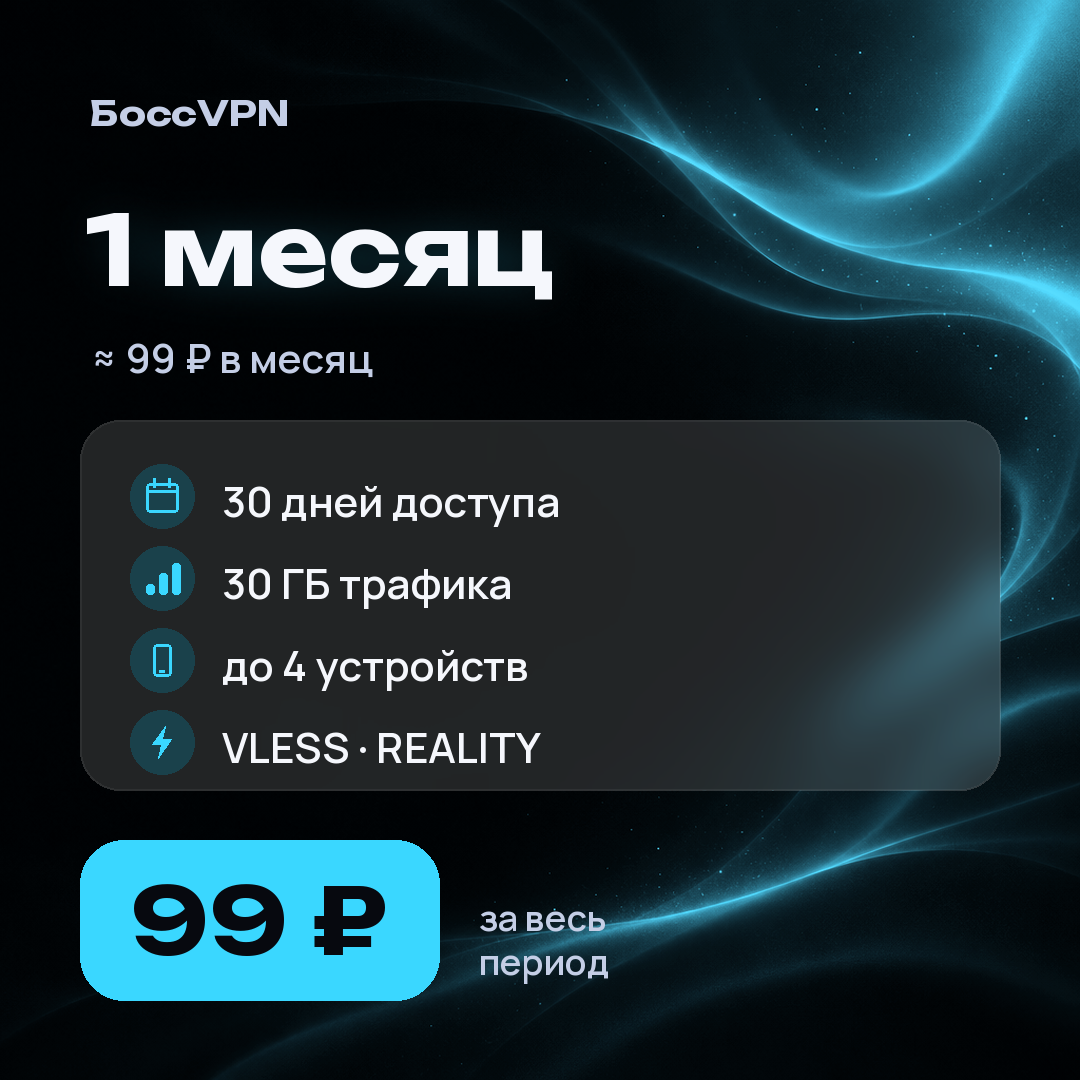 БоссVPN
1 месяц
≈ 99 ₽ в месяц
30 дней доступа
30 ГБ трафика
до 4 устройств
VLESS · REALITY
99 ₽
за весь
период